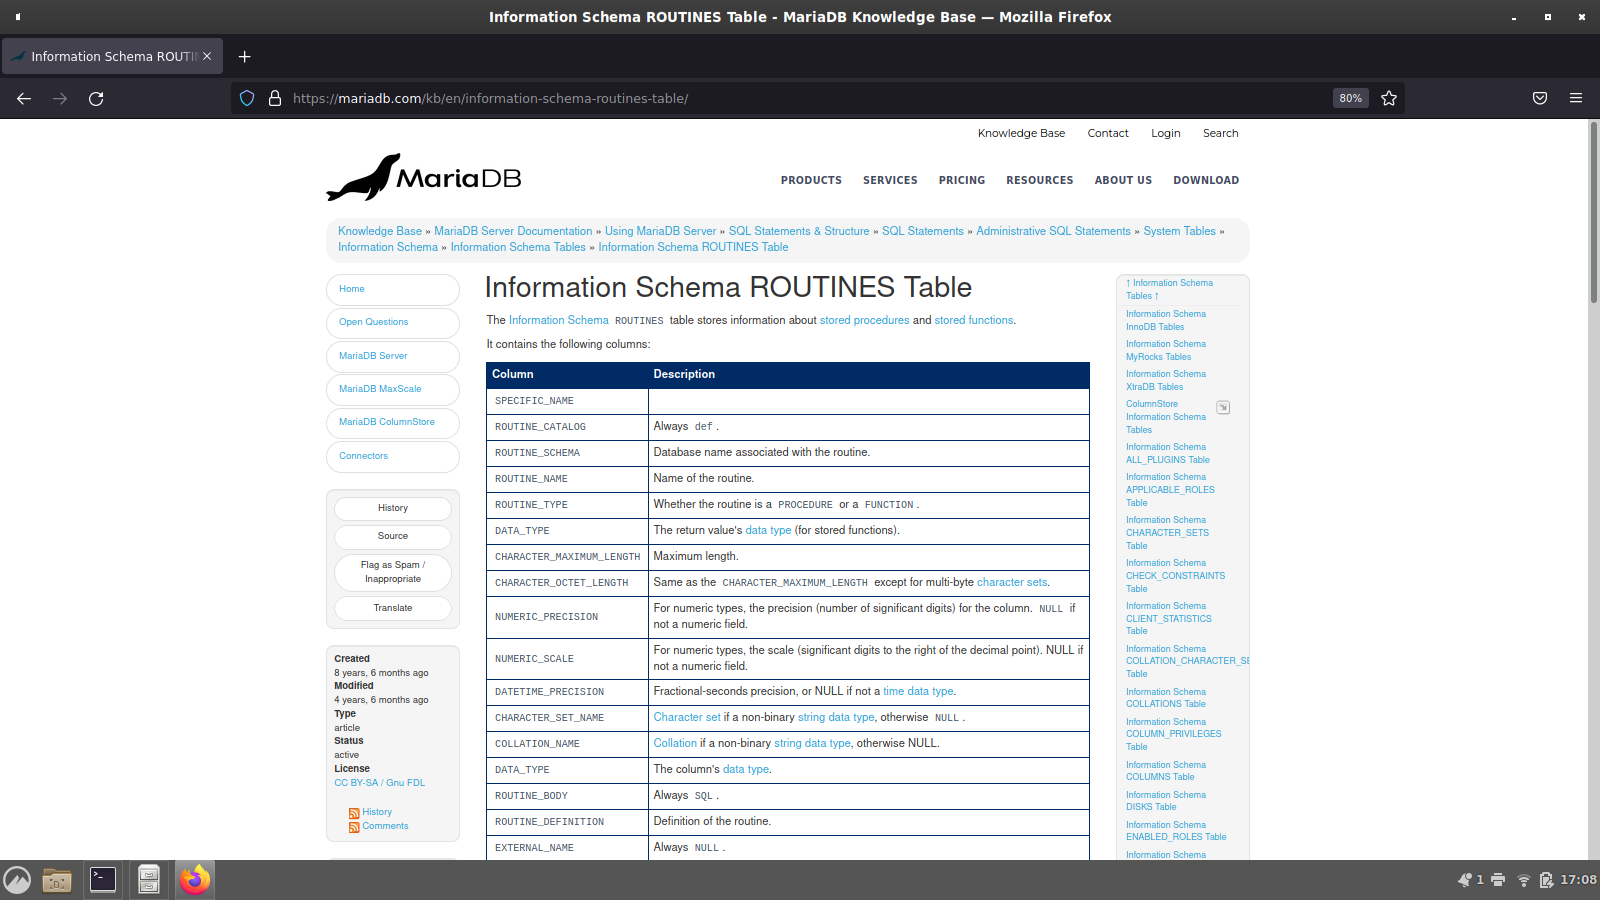 Information Schema ROUTINES Table - MariaDB Knowledge Base — Mozilla Firefox
Information Schema ROUTIN
https://mariadb.com/kb/en/information-schema-routines-table/
80%
Knowledge Base Contact Login Search
MariaDB
PRODUCTS SERVICES PRICING RESOURCES ABOUT US DOWNLOAD
Knowledge Base » MariaDB Server Documentation » Using MariaDB Server » SQL Statements & Structure » SQL Statements » Administrative SQL Statements » System Tables »
Information Schema » Information Schema Tables » Information Schema ROUTINES Table
Home
Open Questions
MariaDB Server
MariaDB MaxScale
MariaDB ColumnStore
Connectors
History
Source
Flag as Spam /
Inappropriate
Translate
Created
8 years, 6 months ago
Modified
4 years, 6 months ago
Type
article
Status
active
License
CC BY-SA / Gnu FDL
History
Comments
Information Schema ROUTINES Table
The Information Schema ROUTINES table stores information about stored procedures and stored functions.
It contains the following columns:
Column Description
SPECIFIC_NAME
ROUTINE_CATALOG Always def .
ROUTINE_SCHEMA Database name associated with the routine.
ROUTINE_NAME Name of the routine.
ROUTINE_TYPE Whether the routine is a PROCEDURE or a FUNCTION .
DATA_TYPE The return value's data type (for stored functions).
CHARACTER_MAXIMUM_LENGTH Maximum length.
CHARACTER_OCTET_LENGTH Same as the CHARACTER_MAXIMUM_LENGTH except for multi-byte character sets.
NUMERIC_PRECISION For numeric types, the precision (number of significant digits) for the column. NULL if
not a numeric field.
NUMERIC_SCALE For numeric types, the scale (significant digits to the right of the decimal point). NULL if
not a numeric field.
DATETIME_PRECISION Fractional-seconds precision, or NULL if not a time data type.
CHARACTER_SET_NAME Character set if a non-binary string data type, otherwise NULL .
COLLATION_NAME Collation if a non-binary string data type, otherwise NULL.
DATA_TYPE The column's data type.
ROUTINE_BODY Always SQL .
ROUTINE_DEFINITION Definition of the routine.
EXTERNAL_NAME Always NULL .
↑ Information Schema
Tables ↑
Information Schema
InnoDB Tables
Information Schema
MyRocks Tables
Information Schema
XtraDB Tables
ColumnStore
Information Schema
Tables
Information Schema
ALL_PLUGINS Table
Information Schema
APPLICABLE_ROLES
Table
Information Schema
CHARACTER_SETS
Table
Information Schema
CHECK_CONSTRAINTS
Table
Information Schema
CLIENT_STATISTICS
Table
Information Schema
COLLATION_CHARACTER_SE
Table
Information Schema
COLLATIONS Table
Information Schema
COLUMN_PRIVILEGES
Table
Information Schema
COLUMNS Table
Information Schema
DISKS Table
Information Schema
ENABLED_ROLES Table
Information Schema
1 17:08